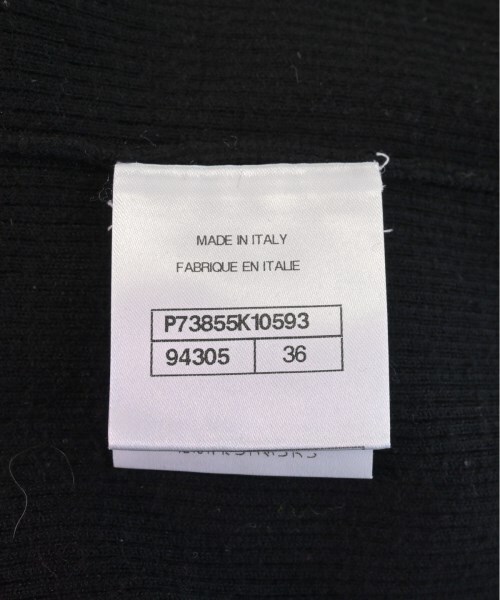 MADE IN ITALY
FABRIQUE EN ITALIE
P73855K10593
94305 36